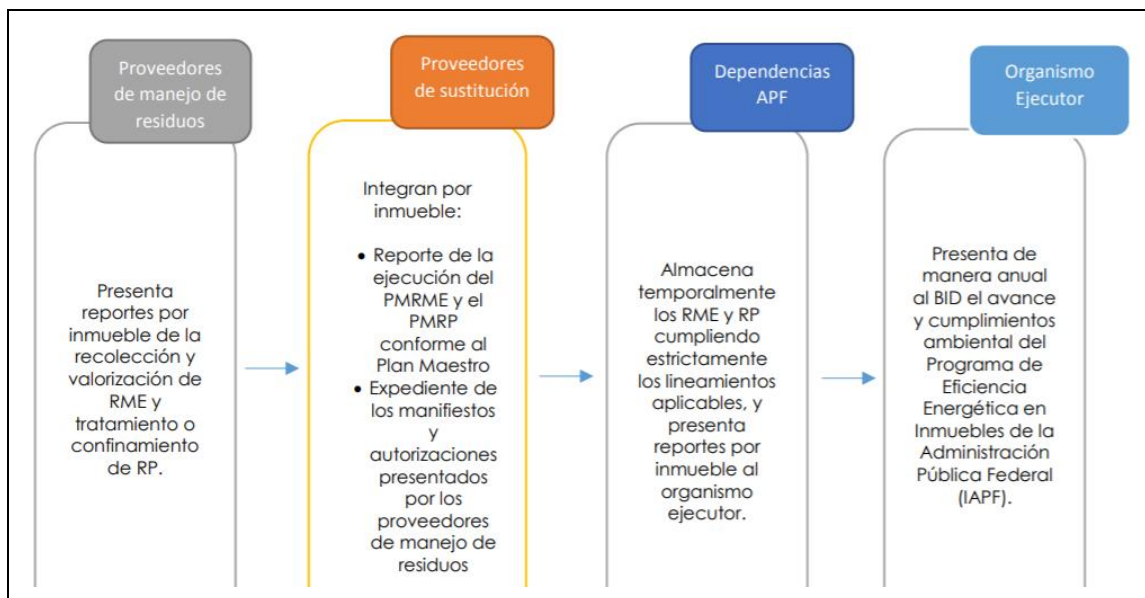 Proveedores
de manejo de
residuos
Presenta
reportes por
inmueble de la
recolección y
valorización de
RME y
tratamiento o
confinamiento
de RP.
Proveedores
de sustitución
Integran por
inmueble:
• Reporte de la
ejecución del
PMRME y el
PMRP
conforme al
Plan Maestro
• Expediente de
los manifiestos
y
autorizaciones
presentados
por los
proveedores
de manejo de
residuos
Dependencias
APF
Almacena
temporalmente
los RME y RP
cumpliendo
estrictamente
los lineamientos
aplicables, y
presenta
reportes por
inmueble al
organismo
ejecutor.
Organismo
Ejecutor
Presenta de
manera anual
al BID el avance
y cumplimientos
ambiental del
Programa de
Eficiencia
Energética en
Inmuebles de la
Administración
Pública Federal
(IAPF).